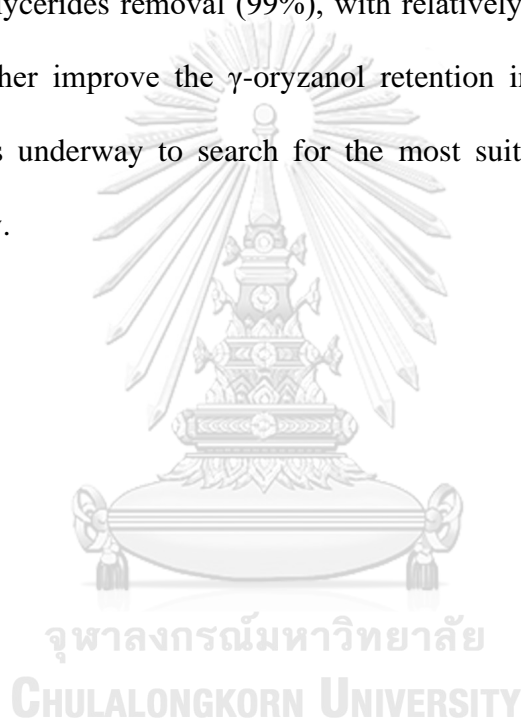 lycerides removal (99%), with relatively
her improve the γ-oryzanol retention in
s underway to search for the most suit
.
จุฬาลงกรณ์มหาวิทยาลัย
CHULALONGKORN UNIVERSITY